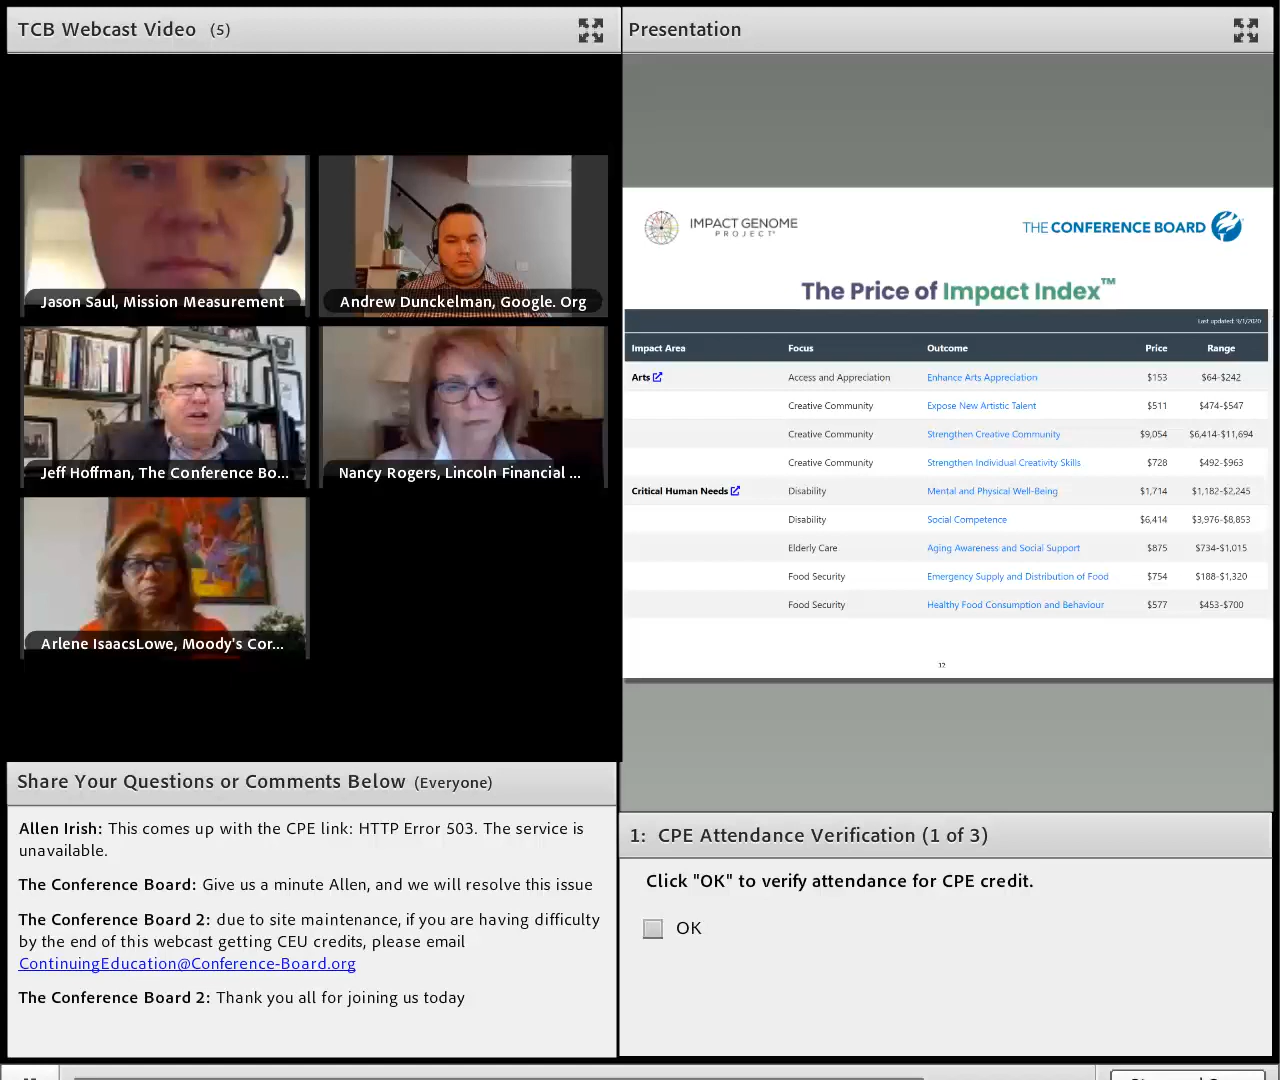 TCB Webcast Video (5)
Presentation
Jason Saul, Mission Measurement
Andrew Dunckelman, Google. Org
Jeff Hoffman, The Conference Bo...
Nancy Rogers, Lincoln Financial ...
Arlene IsaacsLowe, Moody's Cor...
IMPACT GENOME
PROJECT®
THE CONFERENCE BOARD
The Price of Impact Index™
Last updated: 9/1/2020
Impact Area Focus Outcome Price Range
Arts Access and Appreciation Enhance Arts Appreciation $153 $64-$242
Creative Community Expose New Artistic Talent $511 $474-$547
Creative Community Strengthen Creative Community $9,054 $6,414-$11,694
Creative Community Strengthen Individual Creativity Skills $728 $492-$963
Critical Human Needs Disability Mental and Physical Well-Being $1,714 $1,182-$2,245
Disability Social Competence $6,414 $3,976-$8,853
Elderly Care Aging Awareness and Social Support $875 $734-$1,015
Food Security Emergency Supply and Distribution of Food $754 $188-$1,320
Food Security Healthy Food Consumption and Behaviour $577 $453-$700
12
Share Your Questions or Comments Below (Everyone)
Allen Irish: This comes up with the CPE link: HTTP Error 503. The service is
unavailable.
The Conference Board: Give us a minute Allen, and we will resolve this issue
The Conference Board 2: due to site maintenance, if you are having difficulty
by the end of this webcast getting CEU credits, please email
ContinuingEducation@Conference-Board.org
The Conference Board 2: Thank you all for joining us today
1: CPE Attendance Verification (1 of 3)
Click "OK" to verify attendance for CPE credit.
OK